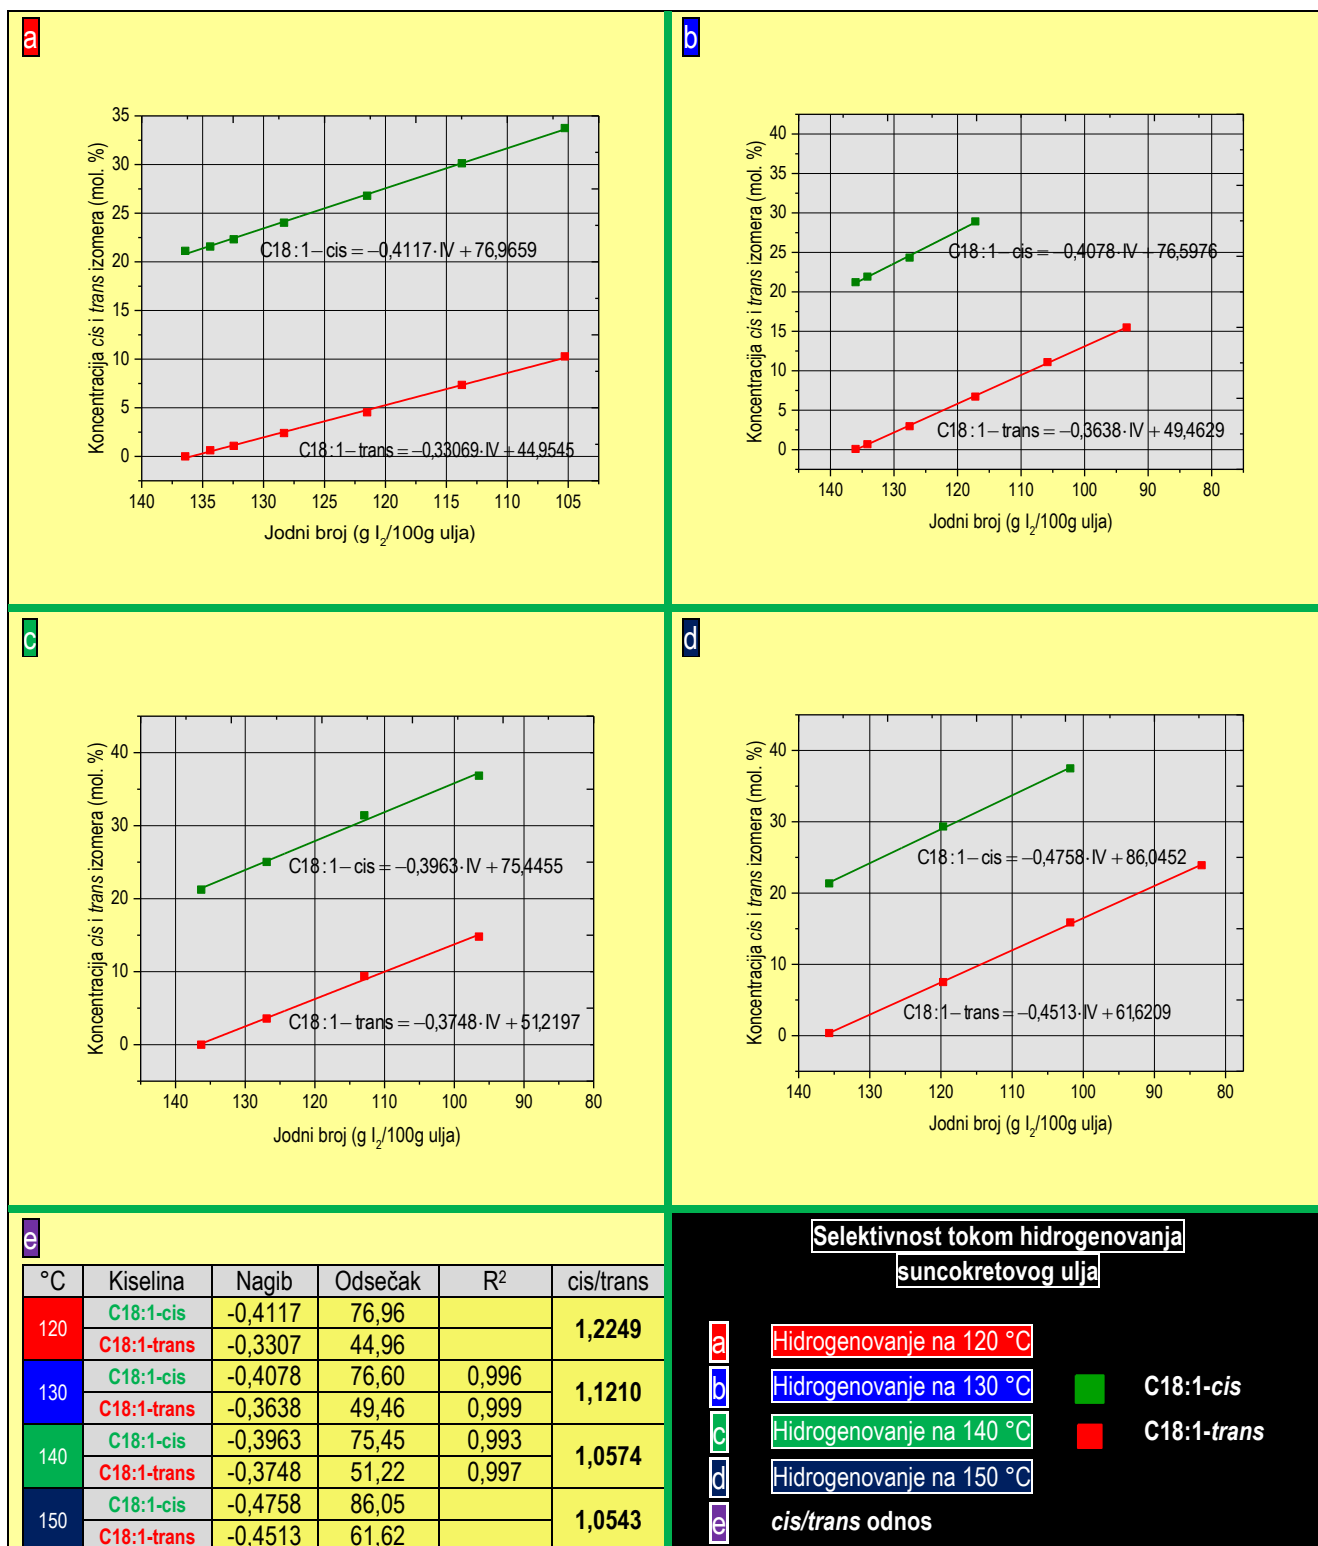 a
Koncentracija cis i trans izomera (mol. %)
35
30
25
20
15
10
5
0
C18:1–cis = –0,4117·IV + 76,9659
C18:1–trans = –0,33069·IV + 44,9545
140 135 130 125 120 115 110 105
Jodni broj (g I2/100g ulja)
b
Koncentracija cis i trans izomera (mol. %)
40
35
30
25
20
15
10
5
0
C18:1–cis = –0,4078·IV + 76,5976
C18:1–trans = –0,3638·IV + 49,4629
140 130 120 110 100 90 80
Jodni broj (g I2/100g ulja)
c
Koncentracija cis i trans izomera (mol. %)
40
30
20
10
0
C18:1–cis = –0,3963·IV + 75,4455
C18:1–trans = –0,3748·IV + 51,2197
140 130 120 110 100 90 80
Jodni broj (g I2/100g ulja)
d
Koncentracija cis i trans izomera (mol. %)
40
30
20
10
0
C18:1–cis = –0,4758·IV + 86,0452
C18:1–trans = –0,4513·IV + 61,6209
140 130 120 110 100 90 80
Jodni broj (g I2/100g ulja)
e
°C Kiselina Nagib Odsečak R² cis/trans
120 C18:1-cis -0,4117 76,96 1,2249
C18:1-trans -0,3307 44,96
130 C18:1-cis -0,4078 76,60 0,996 1,1210
C18:1-trans -0,3638 49,46 0,999
140 C18:1-cis -0,3963 75,45 0,993 1,0574
C18:1-trans -0,3748 51,22 0,997
150 C18:1-cis -0,4758 86,05 1,0543
C18:1-trans -0,4513 61,62
Selektivnost tokom hidrogenovanja
suncokretovog ulja
a Hidrogenovanje na 120 °C
b Hidrogenovanje na 130 °C C18:1-cis
c Hidrogenovanje na 140 °C C18:1-trans
d Hidrogenovanje na 150 °C
e cis/trans odnos